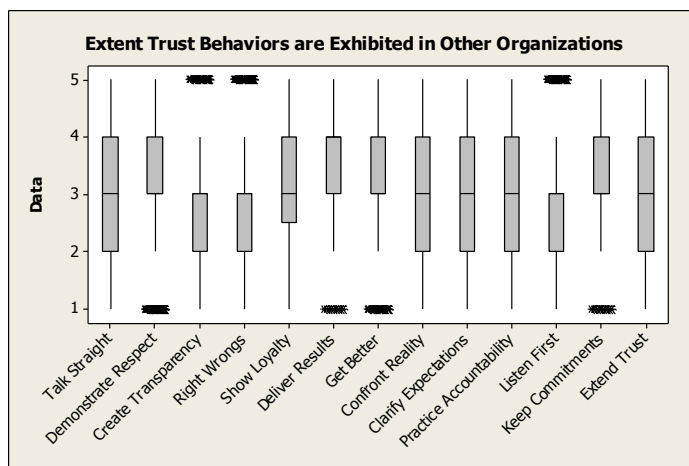 Extent Trust Behaviors are Exhibited in Other Organizations
Data
5
4
3
2
1
Talk Straight
Demonstrate Respect
Create Transparency
Right Wrongs
Show Loyalty
Deliver Results
Get Better
Confront Reality
Clarify Expectations
Practice Accountability
Listen First
Keep Commitments
Extend Trust